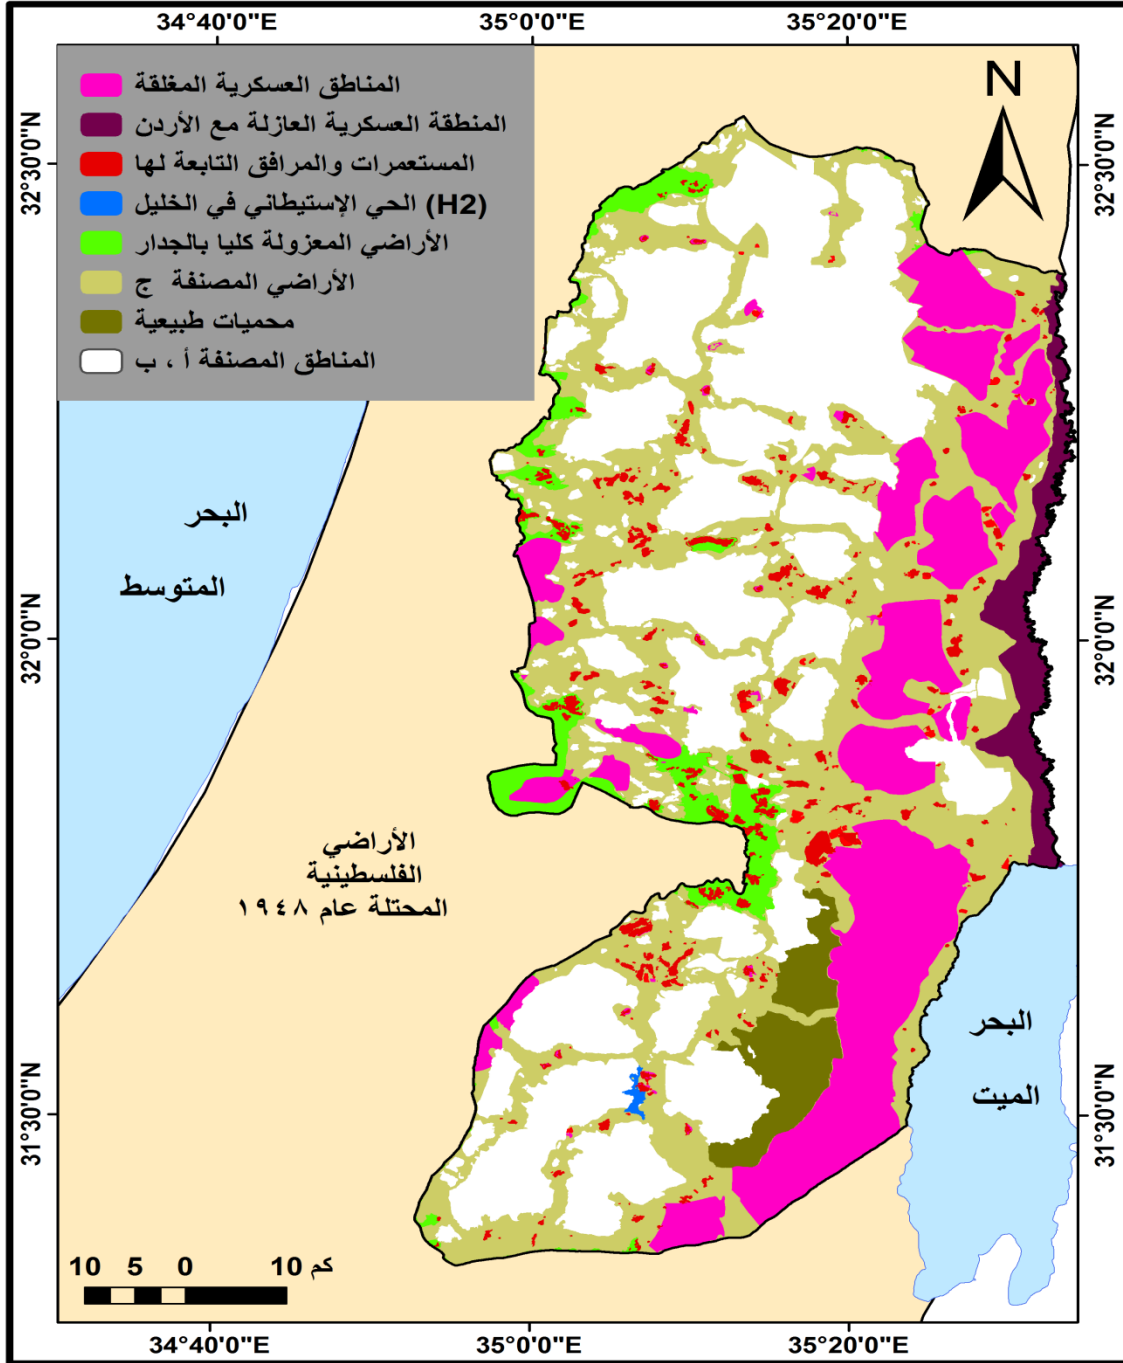 34°40'0"E
35°0'0"E
35°20'0"E
المناطق العسكرية المغلقة
المنطقة العسكرية العازلة مع الأردن
المستعمرات والمرافق التابعة لها
الحي الإستيطاني في الخليل (H2)
الأراضي المعزولة كليا بالجدار
الأراضي المصنفة ج
محميات طبيعية
المناطق المصنفة أ ، ب
N
32°30'0"N
32°30'0"N
البحر
المتوسط
32°0'0"N
32°0'0"N
الأراضي
الفلسطينية
المحتلة عام ١٩٤٨
البحر
الميت
31°30'0"N
31°30'0"N
10 5 0 10 كم
34°40'0"E
35°0'0"E
35°20'0"E